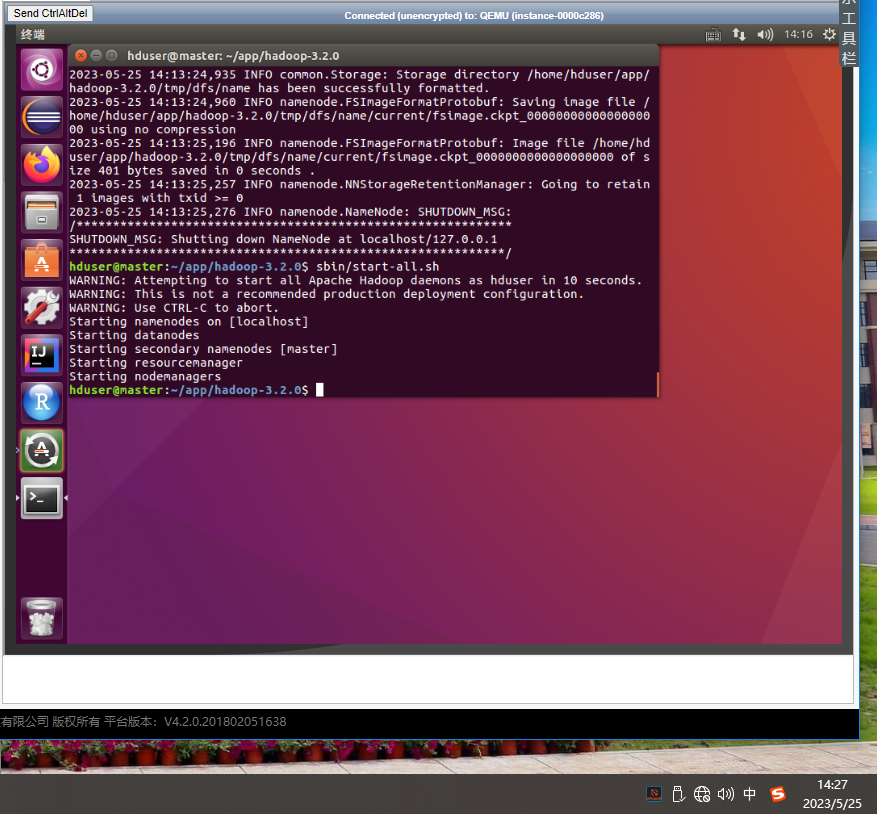 Send CtrlAltDel
Connected (unencrypted) to: QEMU (instance-0000c286)
工
具
栏
终端
14:16
hduser@master: ~/app/hadoop-3.2.0
2023-05-25 14:13:24,935 INFO common.Storage: Storage directory /home/hduser/app/
hadoop-3.2.0/tmp/dfs/name has been successfully formatted.
2023-05-25 14:13:24,960 INFO namenode.FSImageFormatProtobuf: Saving image file /
home/hduser/app/hadoop-3.2.0/tmp/dfs/name/current/fsimage.ckpt_00000000000000000
00 using no compression
2023-05-25 14:13:25,196 INFO namenode.FSImageFormatProtobuf: Image file /home/hd
user/app/hadoop-3.2.0/tmp/dfs/name/current/fsimage.ckpt_0000000000000000000 of s
ize 401 bytes saved in 0 seconds .
2023-05-25 14:13:25,257 INFO namenode.NNStorageRetentionManager: Going to retain
1 images with txid >= 0
2023-05-25 14:13:25,276 INFO namenode.NameNode: SHUTDOWN_MSG:
/************************************************************
SHUTDOWN_MSG: Shutting down NameNode at localhost/127.0.0.1
************************************************************/
hduser@master:~/app/hadoop-3.2.0$ sbin/start-all.sh
WARNING: Attempting to start all Apache Hadoop daemons as hduser in 10 seconds.
WARNING: This is not a recommended production deployment configuration.
WARNING: Use CTRL-C to abort.
Starting namenodes on [localhost]
Starting datanodes
Starting secondary namenodes [master]
Starting resourcemanager
Starting nodemanagers
hduser@master:~/app/hadoop-3.2.0$
IJ
R
>_
有限公司 版权所有 平台版本：V4.2.0.201802051638
中
S
14:27
2023/5/25